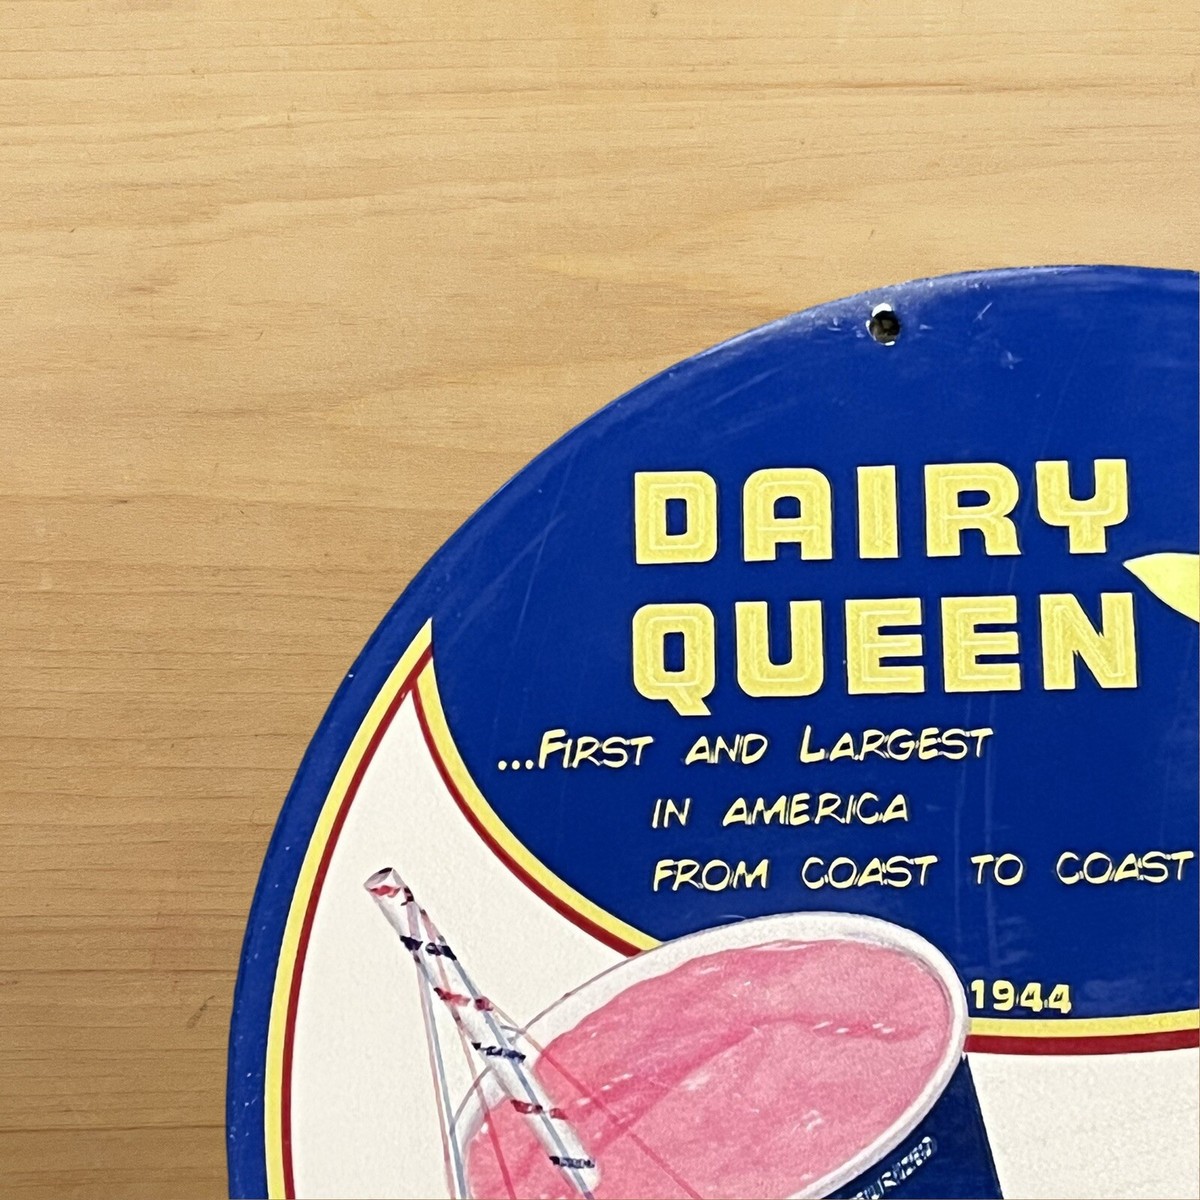 DAIRY
QUEEN
...FIRST AND LARGEST
IN AMERICA
FROM COAST TO COAST
1944